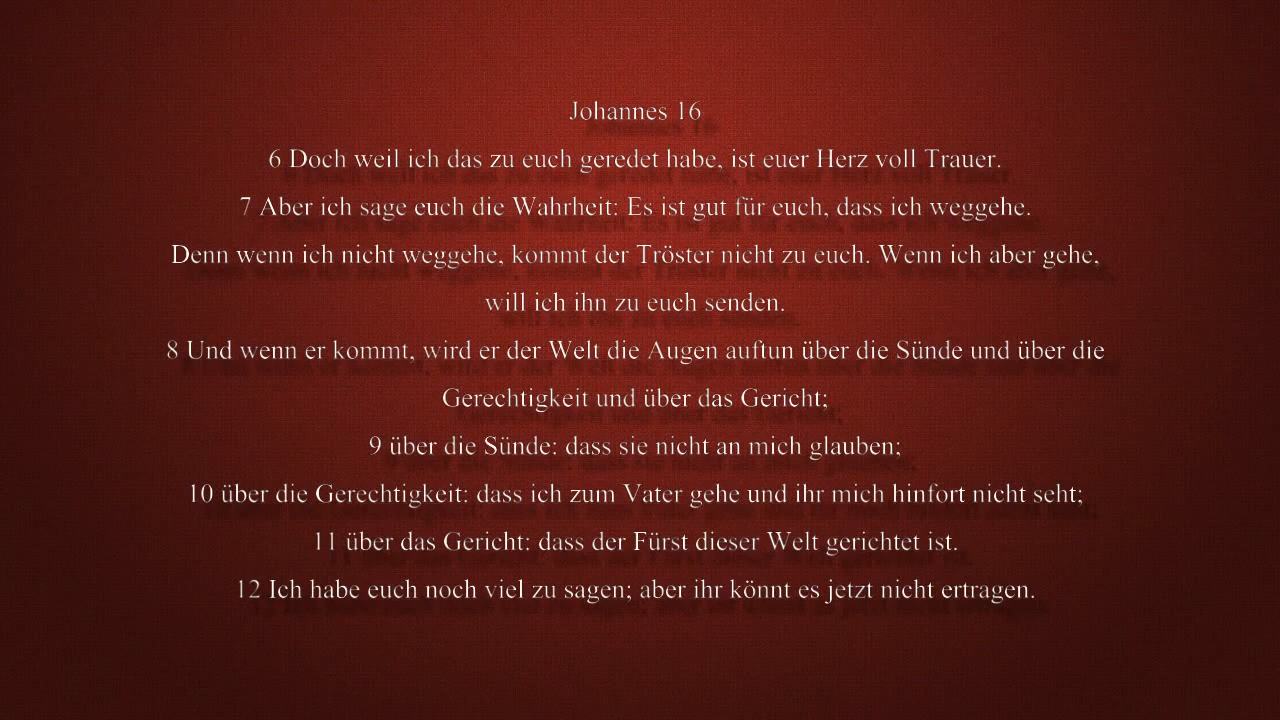 Johannes 16
6 Doch weil ich das zu euch geredet habe, ist euer Herz voll Trauer.
7 Aber ich sage euch die Wahrheit: Es ist gut für euch, dass ich weggehe.
Denn wenn ich nicht weggehe, kommt der Tröster nicht zu euch. Wenn ich aber gehe,
will ich ihn zu euch senden.
8 Und wenn er kommt, wird er der Welt die Augen auftun über die Sünde und über die
Gerechtigkeit und über das Gericht;
9 über die Sünde: dass sie nicht an mich glauben;
10 über die Gerechtigkeit: dass ich zum Vater gehe und ihr mich hinfort nicht seht;
11 über das Gericht: dass der Fürst dieser Welt gerichtet ist.
12 Ich habe euch noch viel zu sagen; aber ihr könnt es jetzt nicht ertragen.